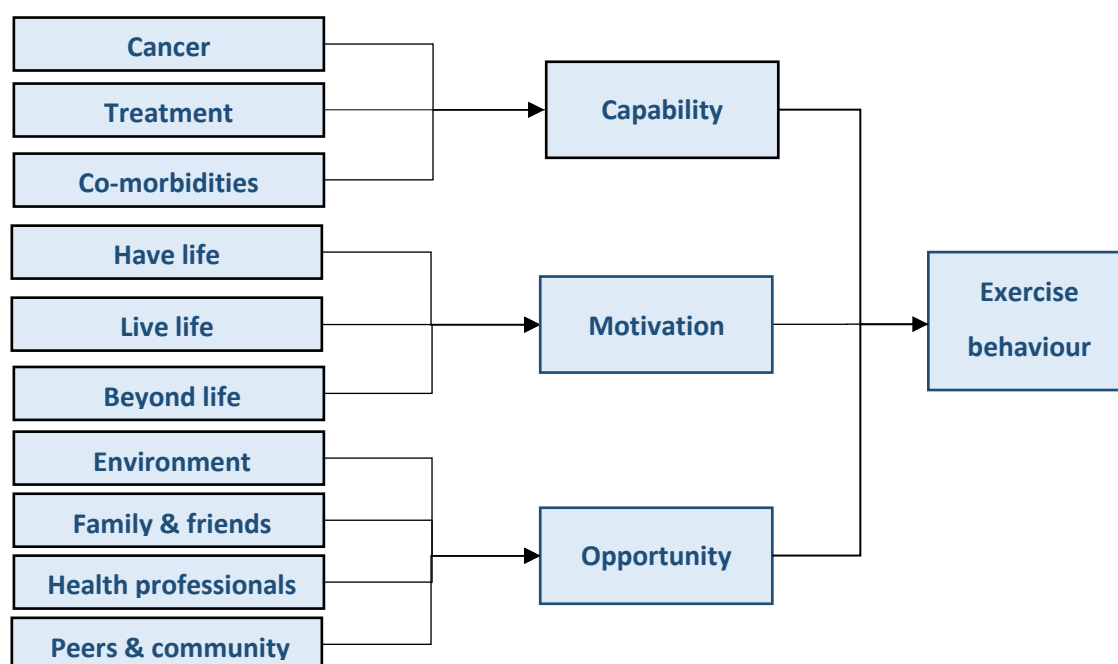 Cancer
Treatment
Co-morbidities
Have life
Live life
Beyond life
Environment
Family & friends
Health professionals
Peers & community
Capability
Motivation
Opportunity
Exercise
behaviour